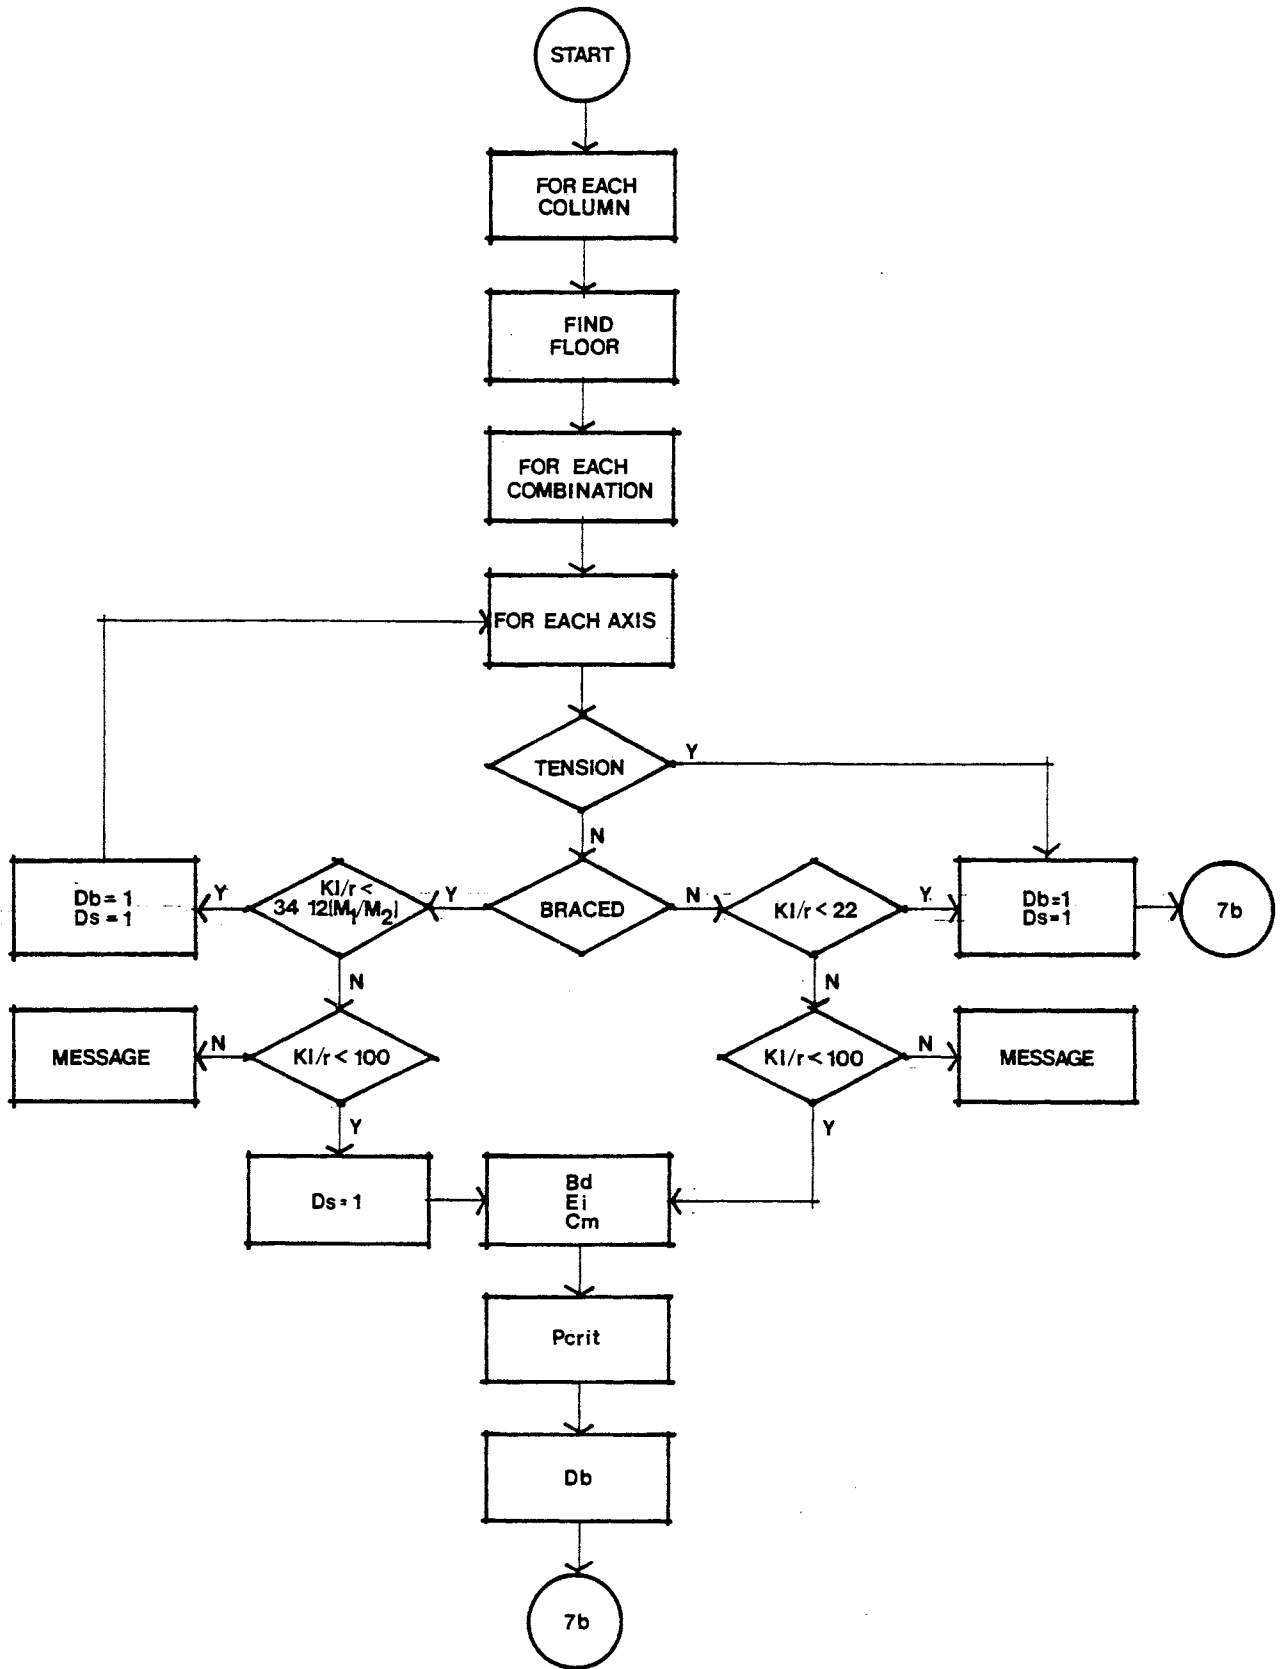 START
FOR EACH
COLUMN
FIND
FLOOR
FOR EACH
COMBINATION
FOR EACH AXIS
TENSION
Y
N
Db = 1
Ds = 1
Y
Kl/r <
34 12[M₁/M₂]
Y
BRACED
N
Kl/r < 22
Y
Db=1
Ds=1
7b
N
N
MESSAGE
N
Kl/r < 100
Kl/r < 100
N
MESSAGE
Y
Y
Ds = 1
Bd
Ei
Cm
Pcrit
Db
7b